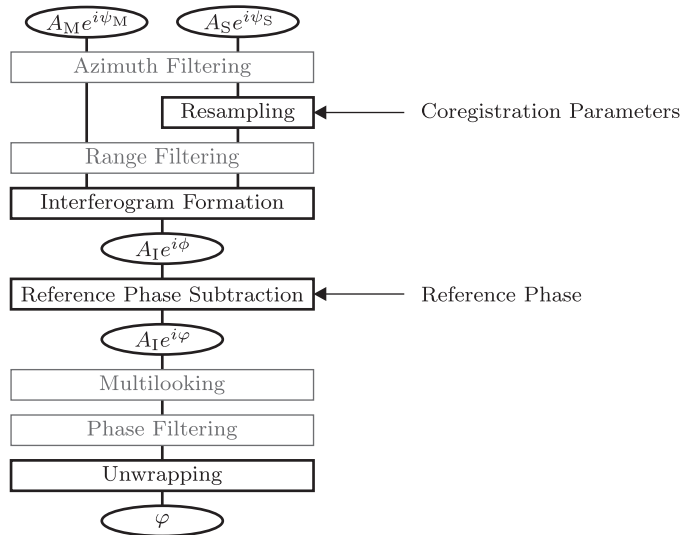 A_M e^{iψ_M} A_S e^{iψ_S}
Azimuth Filtering
Resampling Coregistration Parameters
Range Filtering
Interferogram Formation
A_I e^{iϕ}
Reference Phase Subtraction Reference Phase
A_I e^{iφ}
Multilooking
Phase Filtering
Unwrapping
φ